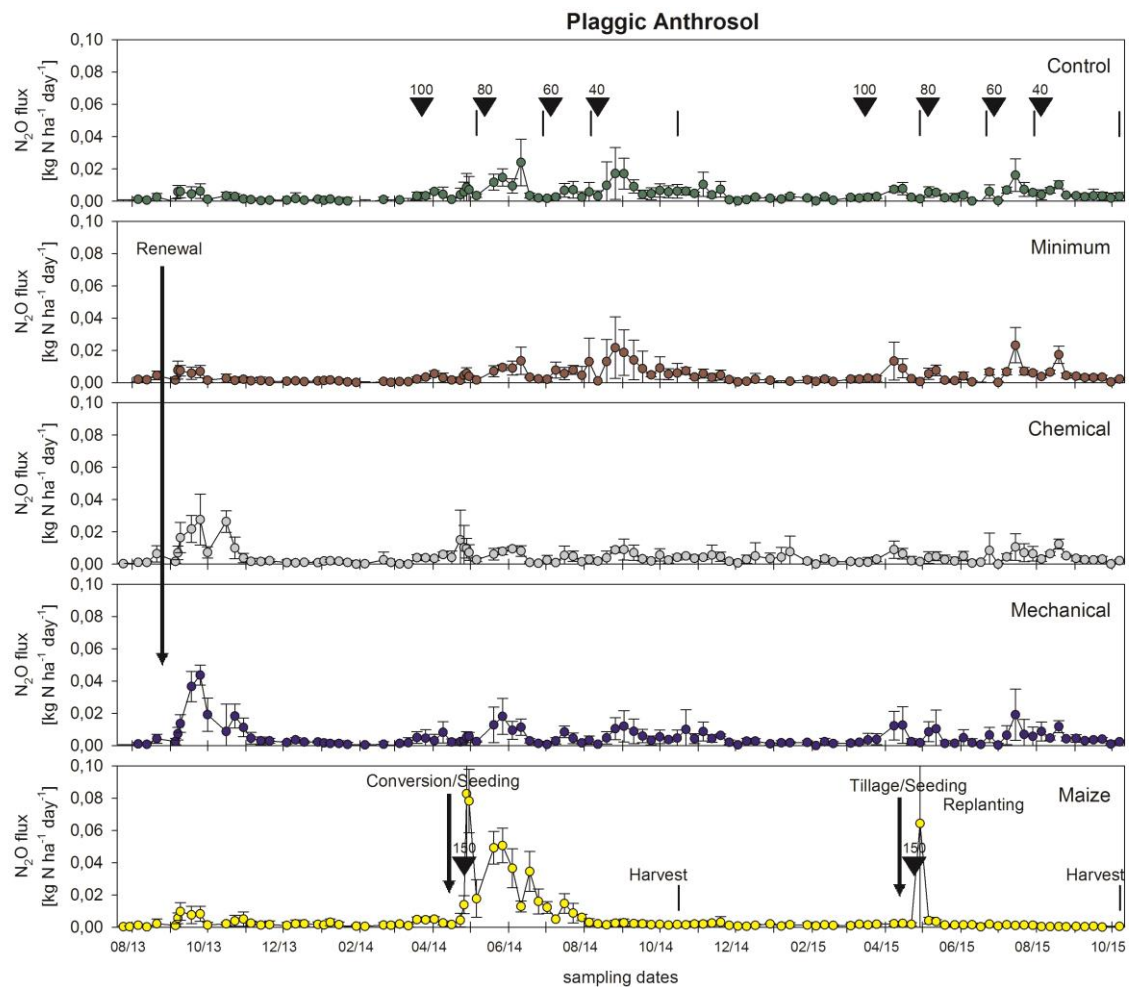 Plaggic Anthrosol
N₂O flux
[kg N ha⁻¹ day⁻¹]
0,10
0,08
0,06
0,04
0,02
0,00
Control
100
80
60
40
100
80
60
40
N₂O flux
[kg N ha⁻¹ day⁻¹]
0,10
0,08
0,06
0,04
0,02
0,00
Renewal
Minimum
N₂O flux
[kg N ha⁻¹ day⁻¹]
0,10
0,08
0,06
0,04
0,02
0,00
Chemical
N₂O flux
[kg N ha⁻¹ day⁻¹]
0,10
0,08
0,06
0,04
0,02
0,00
Mechanical
N₂O flux
[kg N ha⁻¹ day⁻¹]
0,10
0,08
0,06
0,04
0,02
0,00
Conversion/Seeding
Tillage/Seeding
Replanting
Maize
150
150
Harvest
Harvest
08/13 10/13 12/13 02/14 04/14 06/14 08/14 10/14 12/14 02/15 04/15 06/15 08/15 10/15
sampling dates